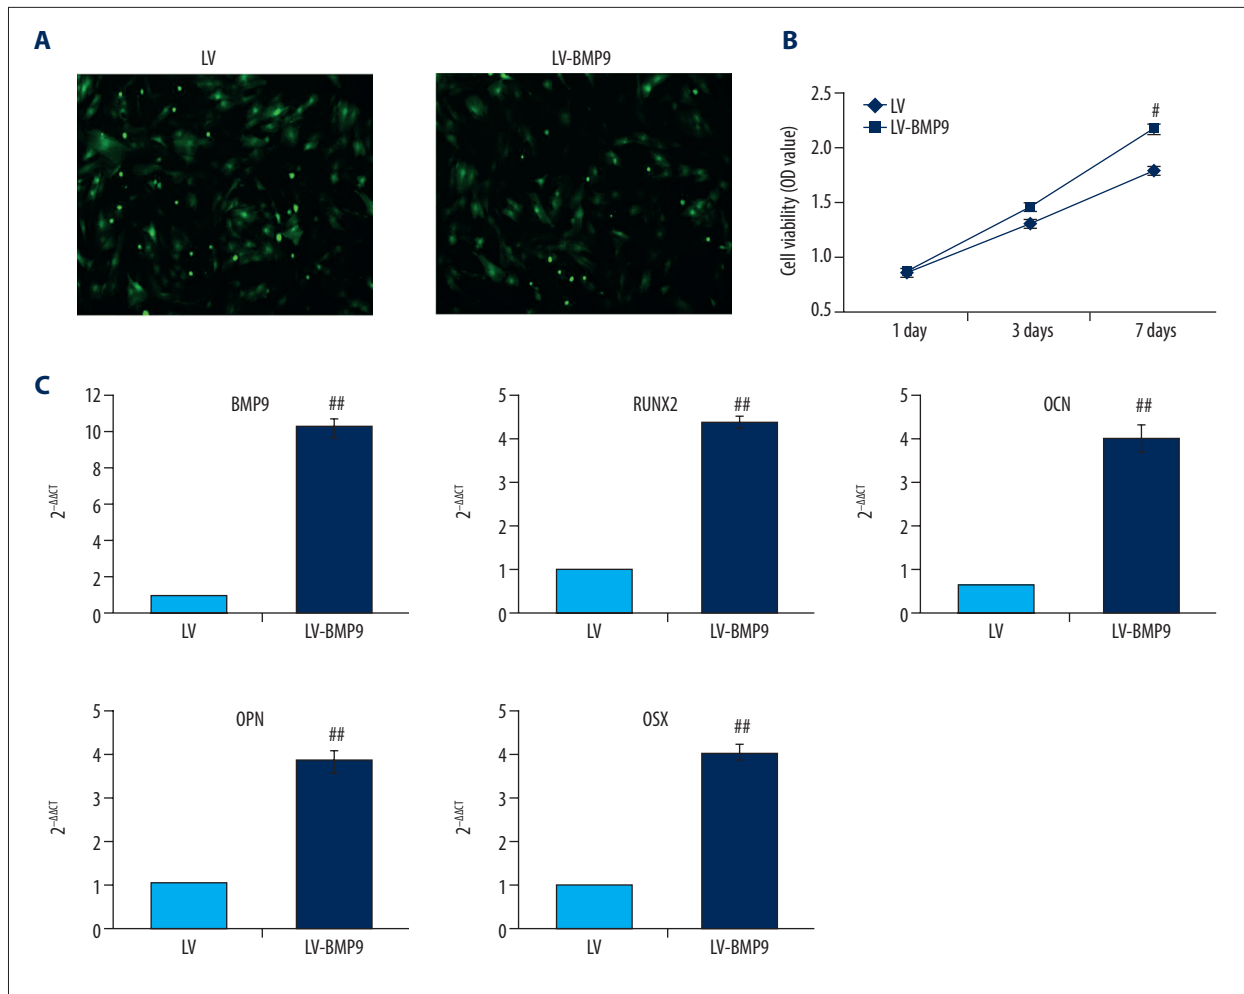 A
LV
LV-BMP9
B
Cell viability (OD value)
2.5
2.0
1.5
1.0
0.5
LV
LV-BMP9
#
1 day 3 days 7 days
C
2−ΔΔCT
12
10
8
6
4
2
0
BMP9
##
LV LV-BMP9
2−ΔΔCT
5
4
3
2
1
0
RUNX2
##
LV LV-BMP9
2−ΔΔCT
5
4
3
2
1
0
OCN
##
LV LV-BMP9
2−ΔΔCT
5
4
3
2
1
0
OPN
##
LV LV-BMP9
2−ΔΔCT
5
4
3
2
1
0
OSX
##
LV LV-BMP9